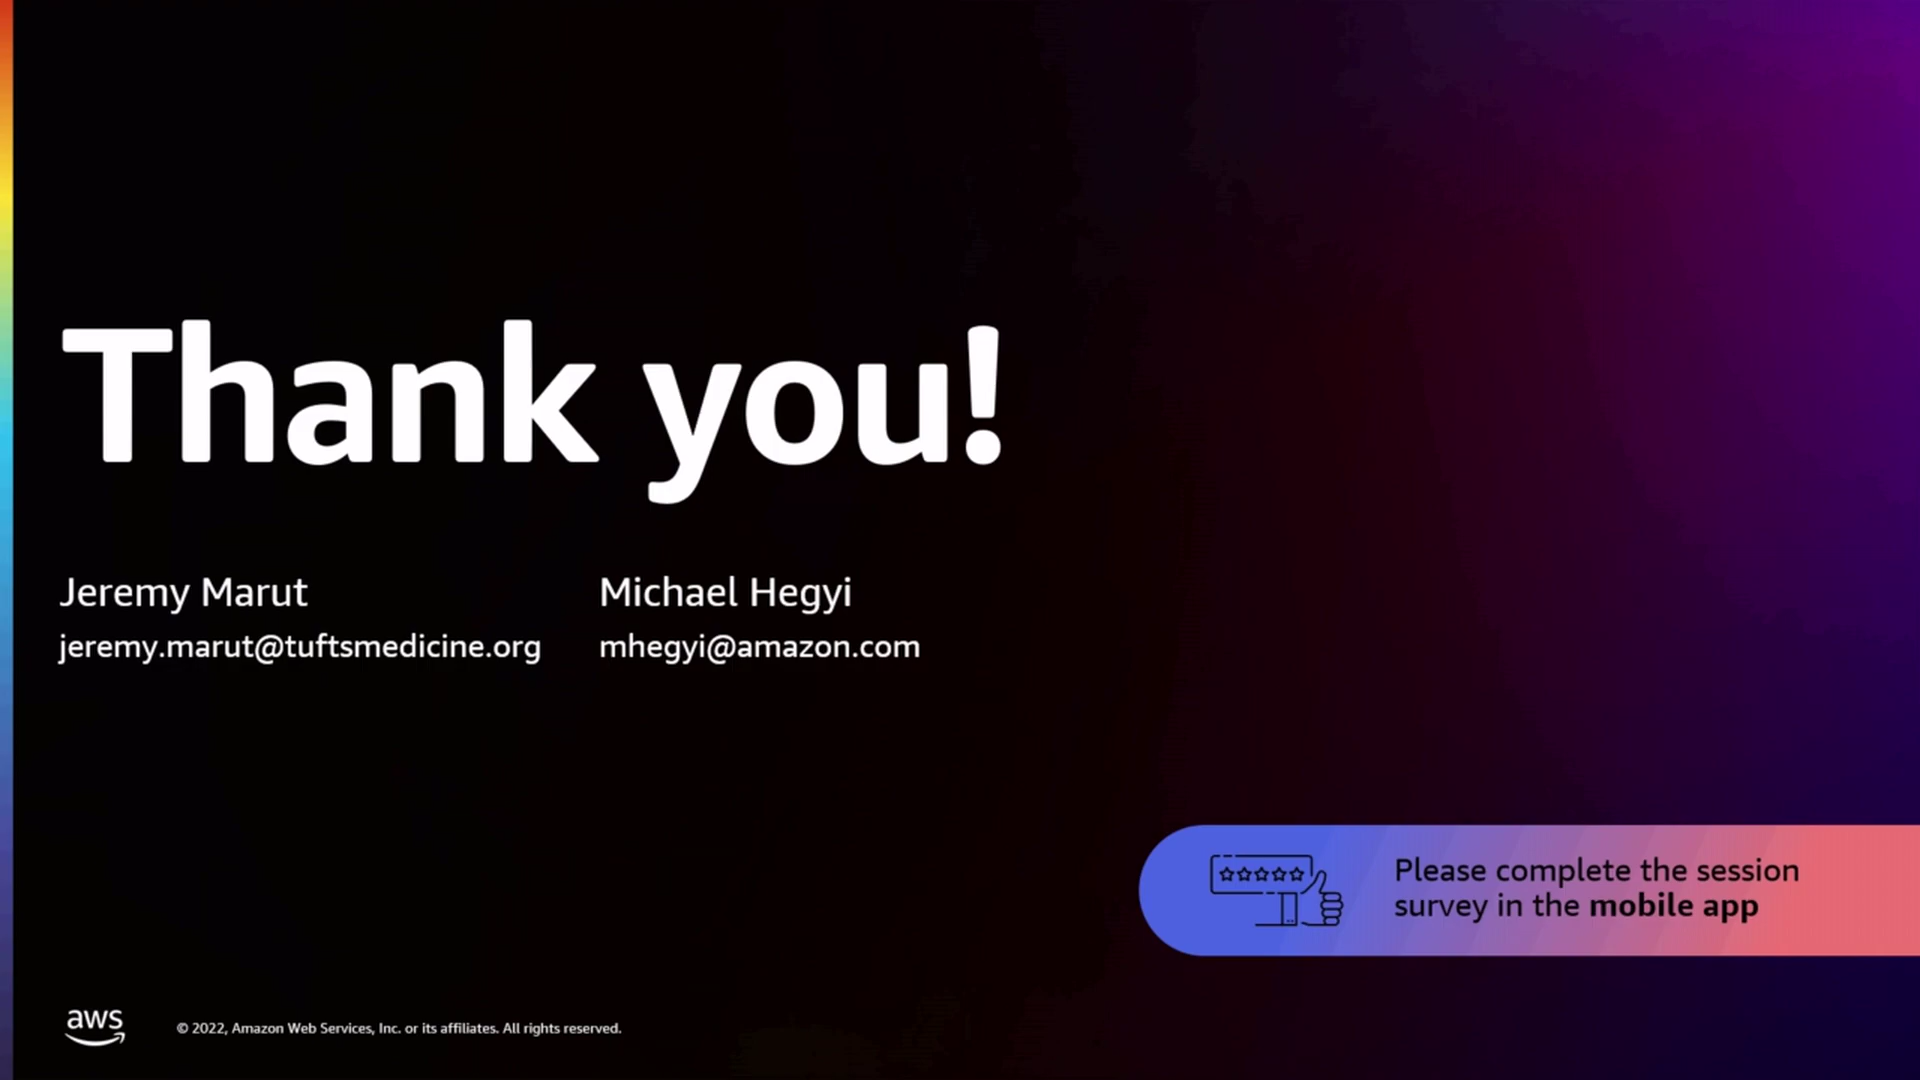 Thank you!
Jeremy Marut
jeremy.marut@tuftsmedicine.org
Michael Hegyi
mhegyi@amazon.com
Please complete the session
survey in the mobile app
aws
© 2022, Amazon Web Services, Inc. or its affiliates. All rights reserved.